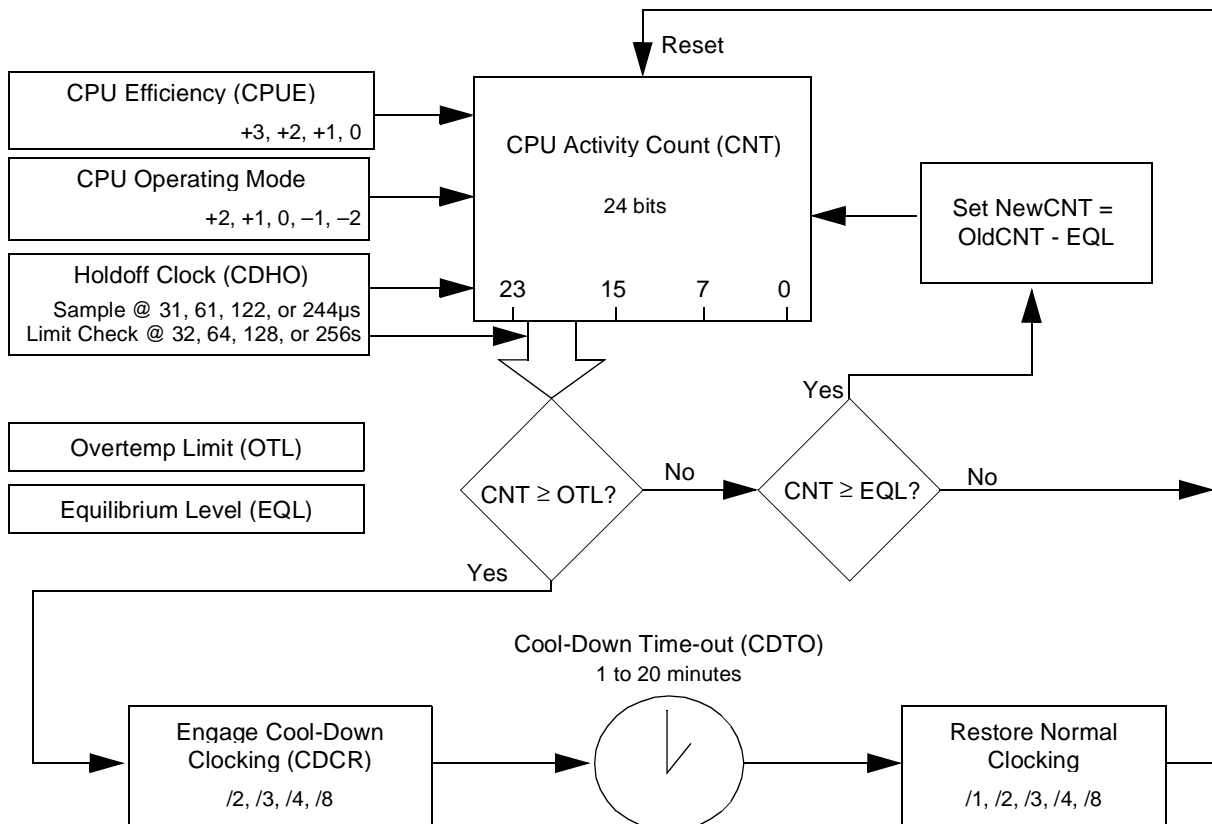 Reset
CPU Efficiency (CPUE)
+3, +2, +1, 0
CPU Operating Mode
+2, +1, 0, –1, –2
Holdoff Clock (CDHO)
Sample @ 31, 61, 122, or 244µs
Limit Check @ 32, 64, 128, or 256s
CPU Activity Count (CNT)
24 bits
23 15 7 0
Set NewCNT =
OldCNT - EQL
Overtemp Limit (OTL)
Equilibrium Level (EQL)
CNT ≥ OTL?
No
Yes
CNT ≥ EQL?
No
Yes
Cool-Down Time-out (CDTO)
1 to 20 minutes
Engage Cool-Down
Clocking (CDCR)
/2, /3, /4, /8
Restore Normal
Clocking
/1, /2, /3, /4, /8